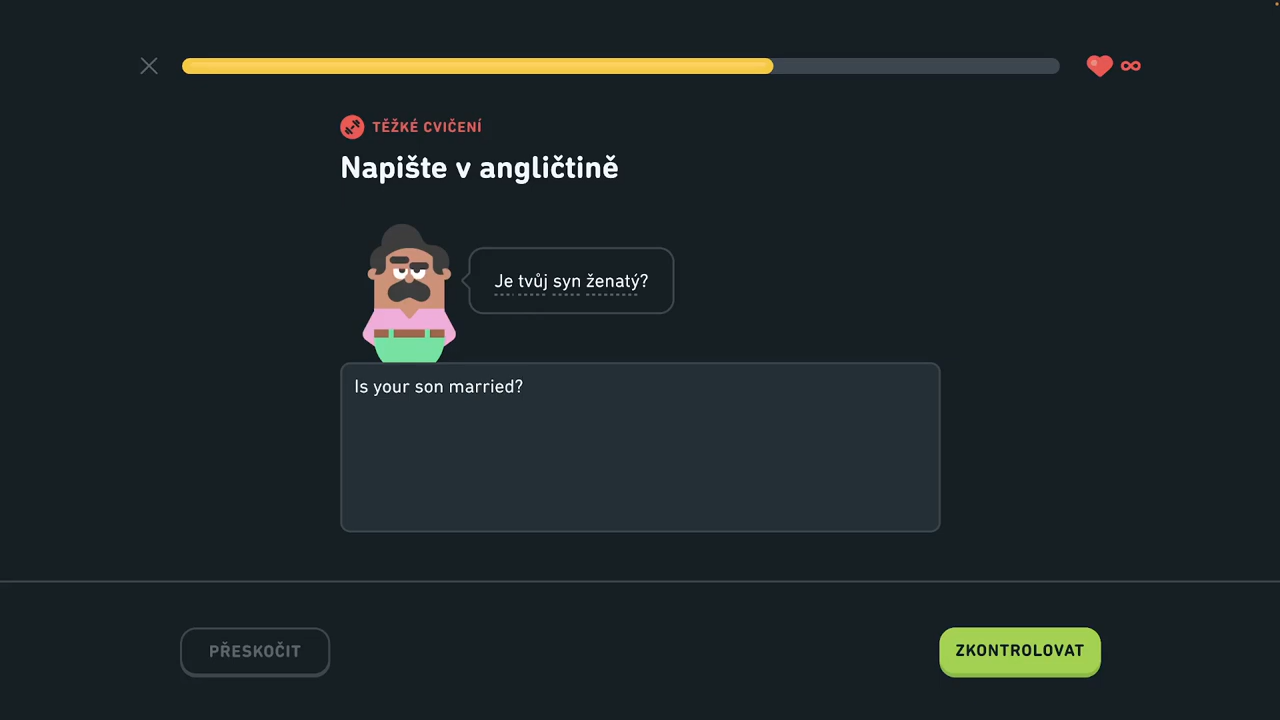 TĚŽKÉ CVIČENÍ
Napište v angličtině
Je tvůj syn ženatý?
Is your son married?
PŘESKOČIT
ZKONTROLOVAT